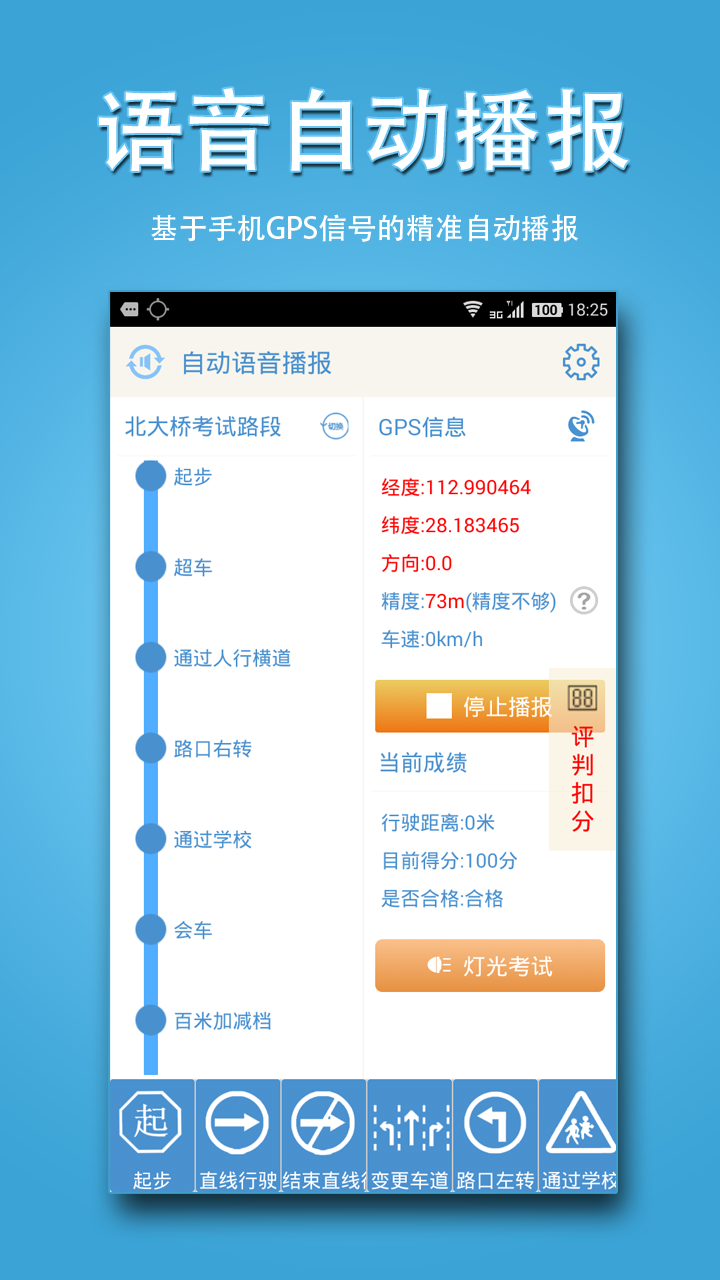 语音自动播报
基于手机GPS信号的精准自动播报
3G 100 18:25
自动语音播报
北大桥考试路段 切换
起步
超车
通过人行横道
路口右转
通过学校
会车
百米加减档
GPS信息
经度:112.990464
纬度:28.183465
方向:0.0
精度:73m(精度不够) ?
车速:0km/h
停止播报
88
评判扣分
当前成绩
行驶距离:0米
目前得分:100分
是否合格:合格
灯光考试
起
起步 直线行驶 结束直线行 变更车道 路口左转 通过学校